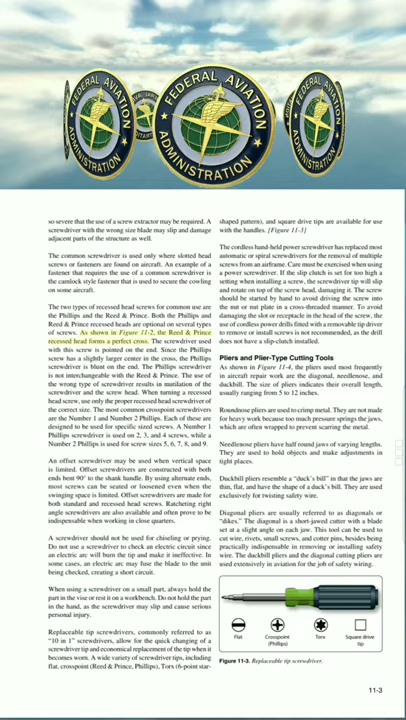 FEDERAL AVIATION
ADMINISTRATION
FEDERAL AVIATION
ADMINISTRATION
FEDERAL AVIATION
ADMINISTRATION
so severe that the use of a screw extractor may be required. A
screwdriver with the wrong size blade may slip and damage
adjacent parts of the structure as well.
The common screwdriver is used only where slotted head
screws or fasteners are found on aircraft. An example of a
fastener that requires the use of a common screwdriver is
the camlock style fastener that is used to secure the cowling
on some aircraft.
The two types of recessed head screws for common use are
the Phillips and the Reed & Prince. Both the Phillips and
Reed & Prince recessed heads are optional on several types
of screws. As shown in Figure 11-2, the Reed & Prince
recessed head forms a perfect cross. The screwdriver used
with this screw is pointed on the end. Since the Phillips
screw has a slightly larger center in the cross, the Phillips
screwdriver is blunt on the end. The Phillips screwdriver
is not interchangeable with the Reed & Prince. The use of
the wrong type of screwdriver results in mutilation of the
screwdriver and the screw head. When turning a recessed
head screw, use only the proper recessed head screwdriver of
the correct size. The most common crosspoint screwdrivers
are the Number 1 and Number 2 Phillips. Each of these are
designed to be used for specific sized screws. A Number 1
Phillips screwdriver is used on 2, 3, and 4 screws, while a
Number 2 Phillips is used for screw sizes 5, 6, 7, 8, and 9.
An offset screwdriver may be used when vertical space
is limited. Offset screwdrivers are constructed with both
ends bent 90° to the shank handle. By using alternate ends,
most screws can be seated or loosened even when the
swinging space is limited. Offset screwdrivers are made for
both standard and recessed head screws. Ratcheting right
angle screwdrivers are also available and often prove to be
indispensable when working in close quarters.
A screwdriver should not be used for chiseling or prying.
Do not use a screwdriver to check an electric circuit since
an electric arc will burn the tip and make it ineffective. In
some cases, an electric arc may fuse the blade to the unit
being checked, creating a short circuit.
When using a screwdriver on a small part, always hold the
part in the vise or rest it on a workbench. Do not hold the part
in the hand, as the screwdriver may slip and cause serious
personal injury.
Replaceable tip screwdrivers, commonly referred to as
“10 in 1” screwdrivers, allow for the quick changing of a
screwdriver tip and economical replacement of the tip when it
becomes worn. A wide variety of screwdriver tips, including
flat, crosspoint (Reed & Prince, Phillips), Torx (6-point star-
shaped pattern), and square drive tips are available for use
with the handles. [Figure 11-3]
The cordless hand-held power screwdriver has replaced most
automatic or spiral screwdrivers for the removal of multiple
screws from an airframe. Care must be exercised when using
a power screwdriver. If the slip clutch is set for too high a
setting when installing a screw, the screwdriver tip will slip
and rotate on top of the screw head, damaging it. The screw
should be started by hand to avoid driving the screw into
the nut or nut plate in a cross-threaded manner. To avoid
damaging the slot or receptacle in the head of the screw, the
use of cordless power drills fitted with a removable tip driver
to remove or install screws is not recommended, as the drill
does not have a slip-clutch installed.
Pliers and Plier-Type Cutting Tools
As shown in Figure 11-4, the pliers used most frequently
in aircraft repair work are the diagonal, needlenose, and
duckbill. The size of pliers indicates their overall length,
usually ranging from 5 to 12 inches.
Roundnose pliers are used to crimp metal. They are not made
for heavy work because too much pressure springs the jaws,
which are often wrapped to prevent scarring the metal.
Needlenose pliers have half round jaws of varying lengths.
They are used to hold objects and make adjustments in
tight places.
Duckbill pliers resemble a “duck's bill” in that the jaws are
thin, flat, and have the shape of a duck's bill. They are used
exclusively for twisting safety wire.
Diagonal pliers are usually referred to as diagonals or
“dikes.” The diagonal is a short-jawed cutter with a blade
set at a slight angle on each jaw. This tool can be used to
cut wire, rivets, small screws, and cotter pins, besides being
practically indispensable in removing or installing safety
wire. The duckbill pliers and the diagonal cutting pliers are
used extensively in aviation for the job of safety wiring.
Flat
Crosspoint
(Phillips)
Torx
Square drive
tip
Figure 11-3. Replaceable tip screwdriver.
11-3